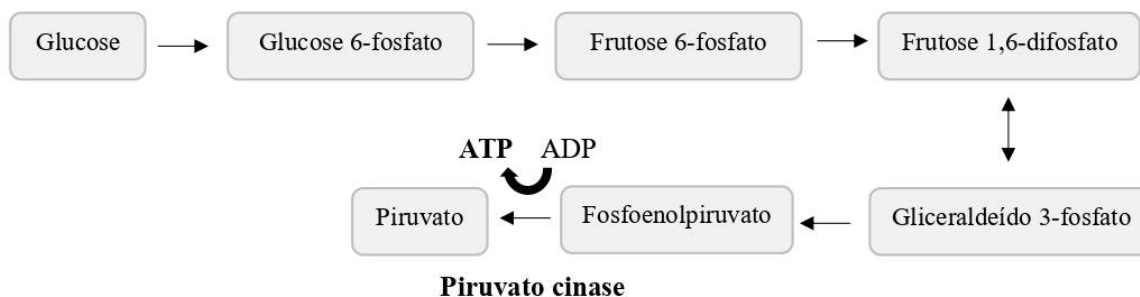 Glucose
Glucose 6-fosfato
Frutose 6-fosfato
Frutose 1,6-difosfato
ATP ADP
Piruvato
Fosfoenolpiruvato
Gliceraldeído 3-fosfato
Piruvato cinase